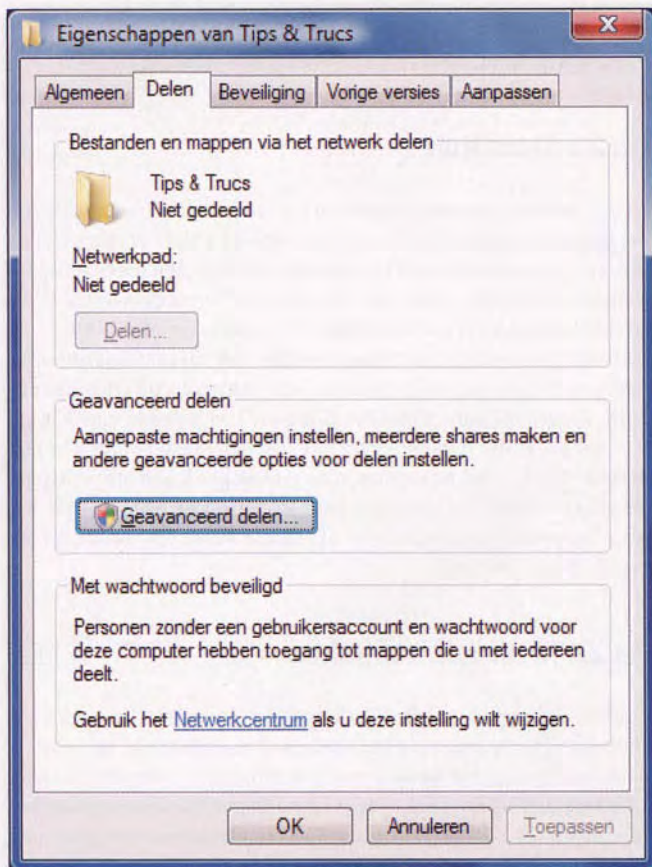 Eigenschappen van Tips & Trucs
Algemeen
Delen
Beveiliging
Vorige versies
Aanpassen
Bestanden en mappen via het netwerk delen
Tips & Trucs
Niet gedeeld
Netwerkpad:
Niet gedeeld
Delen...
Geavanceerd delen
Aangepaste machtigingen instellen, meerdere shares maken en
andere geavanceerde opties voor delen instellen.
Geavanceerd delen...
Met wachtwoord beveiligd
Personen zonder een gebruikersaccount en wachtwoord voor
deze computer hebben toegang tot mappen die u met iedereen
deelt.
Gebruik het Netwerkcentrum als u deze instelling wilt wijzigen.
OK
Annuleren
Toepassen